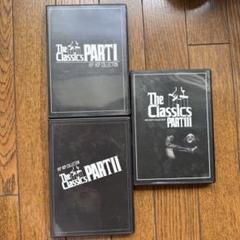 The
Classics PART I
HIP HOP COLLECTION
HIP HOP COLLECTION
The
Classics PART II
The
Classics
PART III